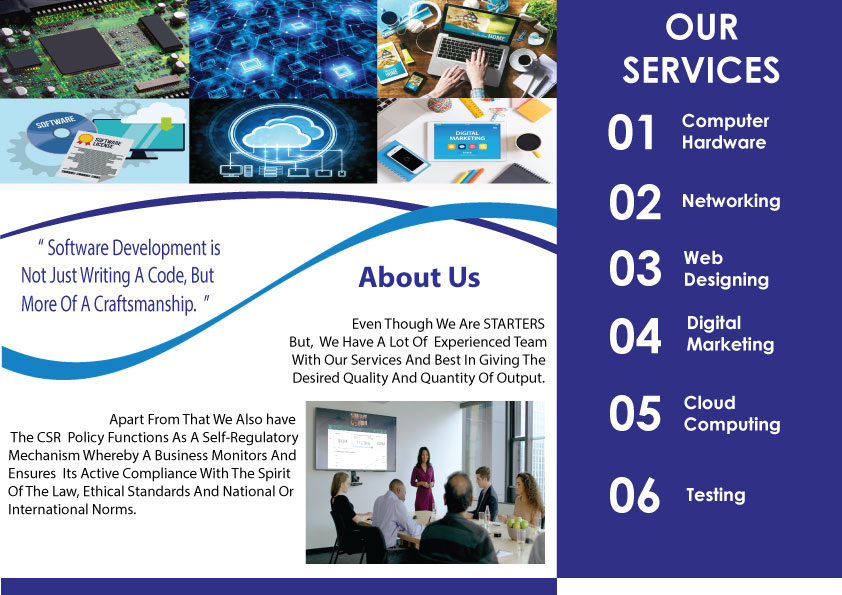 SOFTWARE
SOFTWARE
LICENSE
HOME
DIGITAL
MARKETING
“ Software Development is
Not Just Writing A Code, But
More Of A Craftsmanship. ”
About Us
Even Though We Are STARTERS
But, We Have A Lot Of Experienced Team
With Our Services And Best In Giving The
Desired Quality And Quantity Of Output.
Apart From That We Also have
The CSR Policy Functions As A Self-Regulatory
Mechanism Whereby A Business Monitors And
Ensures Its Active Compliance With The Spirit
Of The Law, Ethical Standards And National Or
International Norms.
OUR
SERVICES
01 Computer
Hardware
02 Networking
03 Web
Designing
04 Digital
Marketing
05 Cloud
Computing
06 Testing